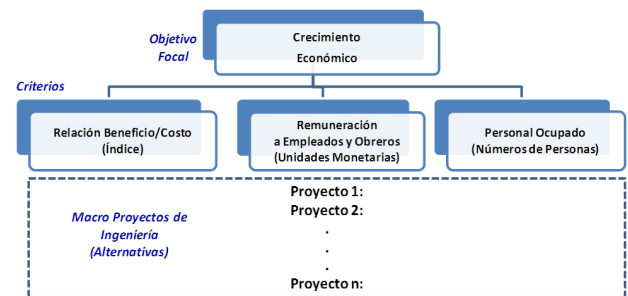 Objetivo
Focal
Crecimiento
Económico
Criterios
Relación Beneficio/Costo
(Índice)
Remuneración
a Empleados y Obreros
(Unidades Monetarias)
Personal Ocupado
(Números de Personas)
Macro Proyectos de
Ingeniería
(Alternativas)
Proyecto 1:
Proyecto 2:
.
.
.
Proyecto n: